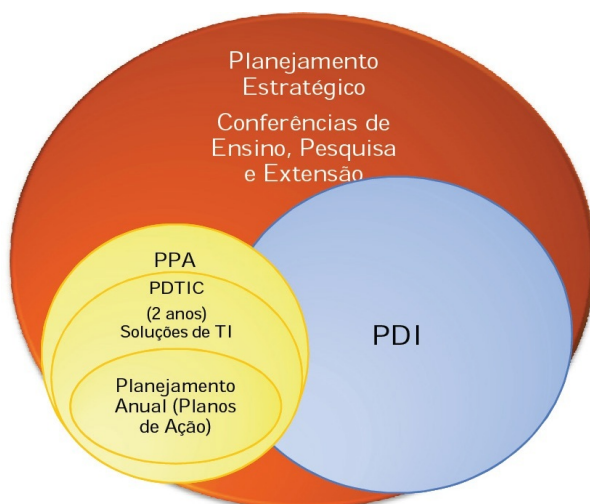 Planejamento
Estratégico
Conferências de
Ensino, Pesquisa
e Extensão
PPA
PDTIC
(2 anos)
Soluções de TI
Planejamento
Anual (Planos
de Ação)
PDI